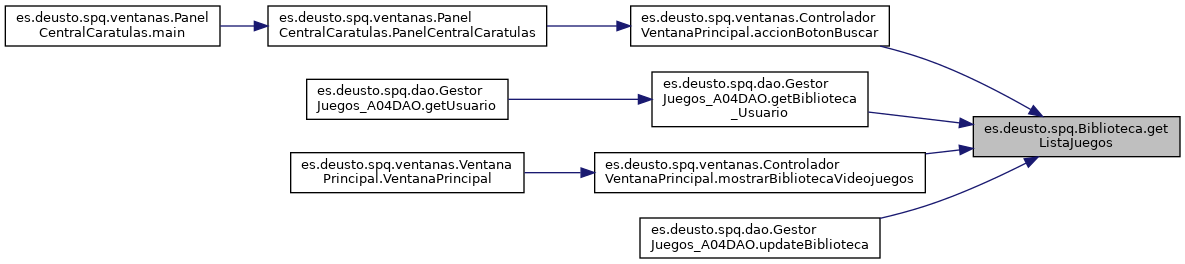 es.deusto.spq.ventanas.Panel
CentralCaratulas.main
es.deusto.spq.ventanas.Panel
CentralCaratulas.PanelCentralCaratulas
es.deusto.spq.ventanas.Controlador
VentanaPrincipal.accionBotonBuscar
es.deusto.spq.dao.Gestor
Juegos_A04DAO.getUsuario
es.deusto.spq.dao.Gestor
Juegos_A04DAO.getBiblioteca
_Usuario
es.deusto.spq.Biblioteca.get
ListaJuegos
es.deusto.spq.ventanas.Ventana
Principal.VentanaPrincipal
es.deusto.spq.ventanas.Controlador
VentanaPrincipal.mostrarBibliotecaVideojuegos
es.deusto.spq.dao.Gestor
Juegos_A04DAO.updateBiblioteca